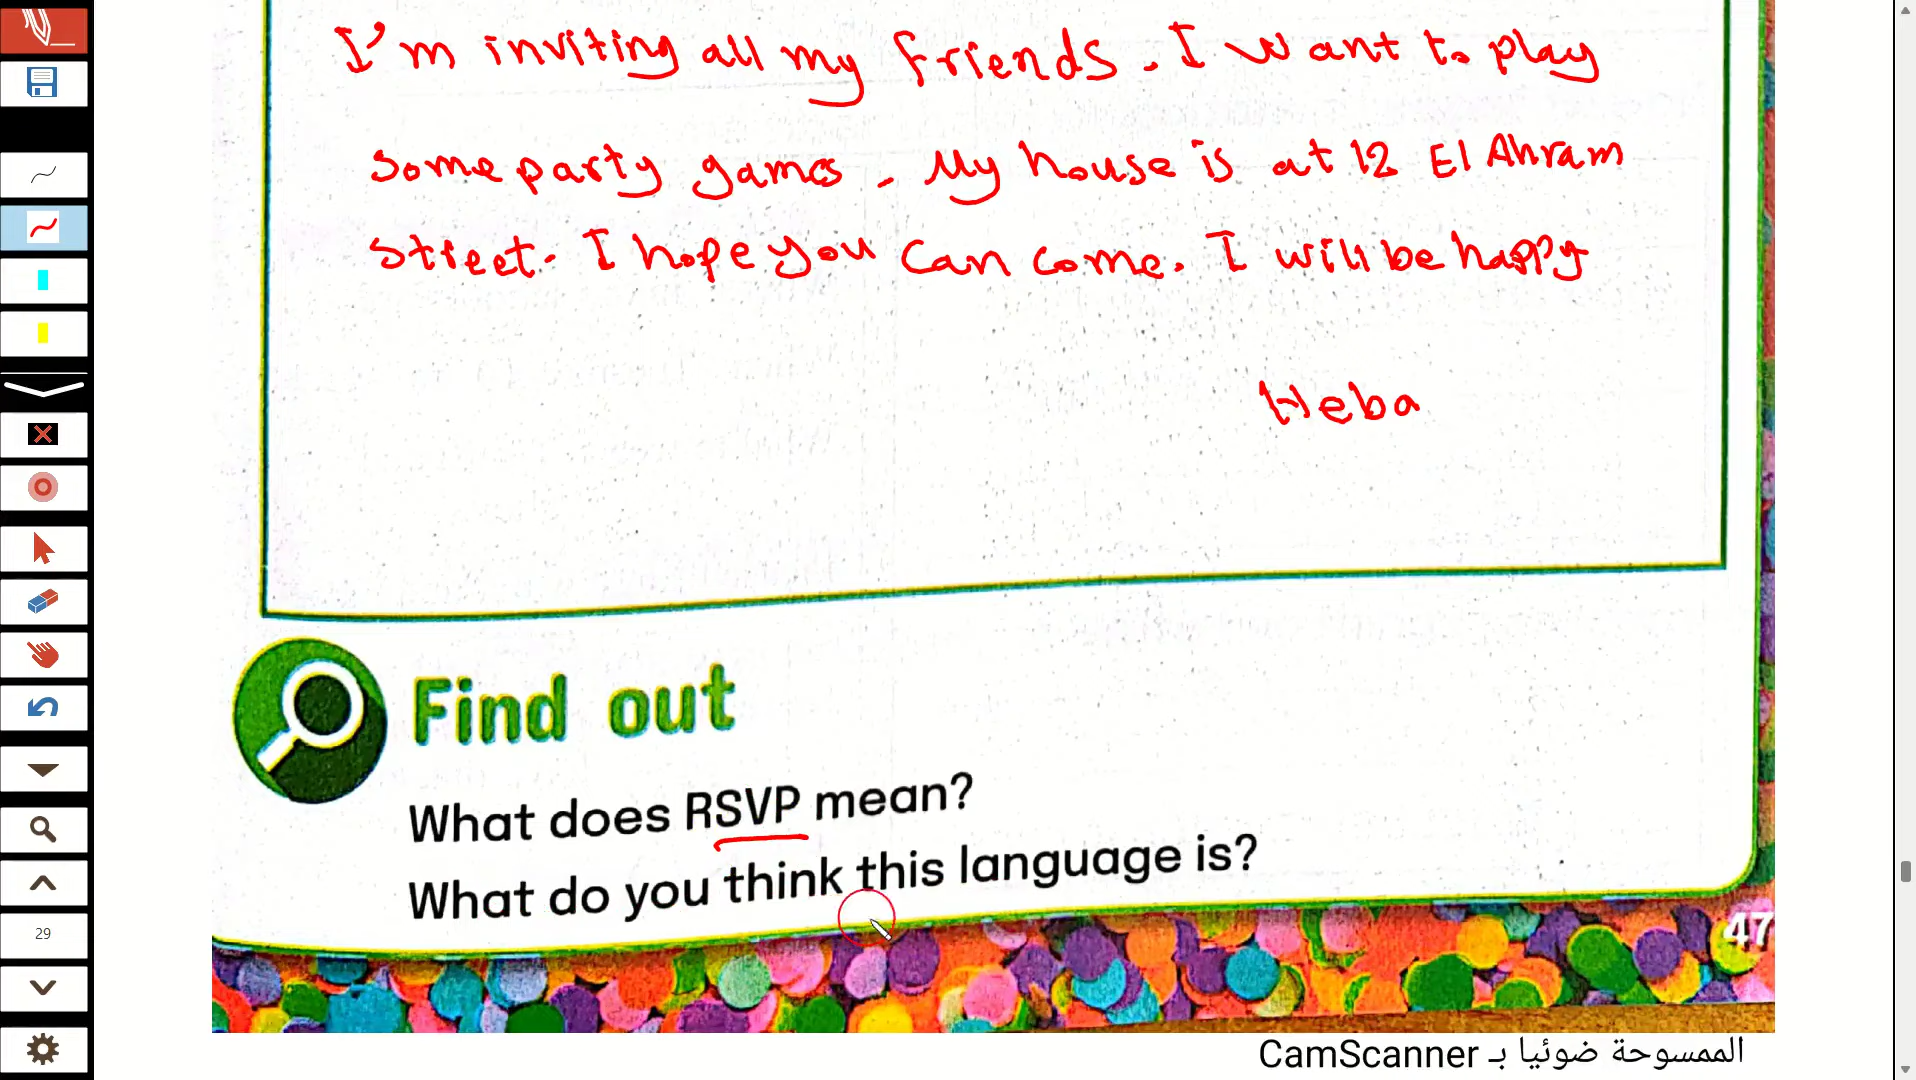 I'm inviting all my friends. I want to play
some party games. My house is at 12 El Ahram
street. I hope you can come. I will be happy
Heba
Find out
What does RSVP mean?
What do you think this language is?
47
29
الممسوحة ضوئيا بـ CamScanner